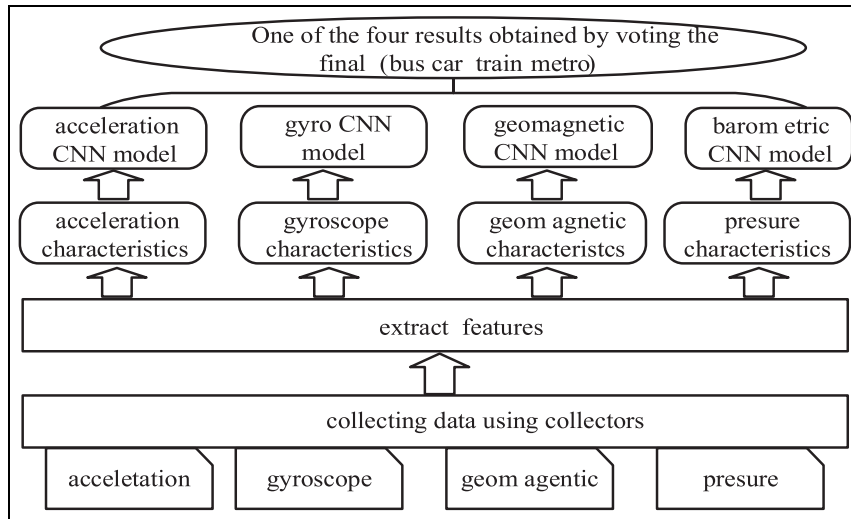 One of the four results obtained by voting the
final (bus car train metro)
acceleration
CNN model
gyro CNN
model
geomagnetic
CNN model
barom etric
CNN model
acceleration
characteristics
gyroscope
characteristics
geom agnetic
characteristcs
presure
characteristics
extract features
collecting data using collectors
acceletation
gyroscope
geom agentic
presure